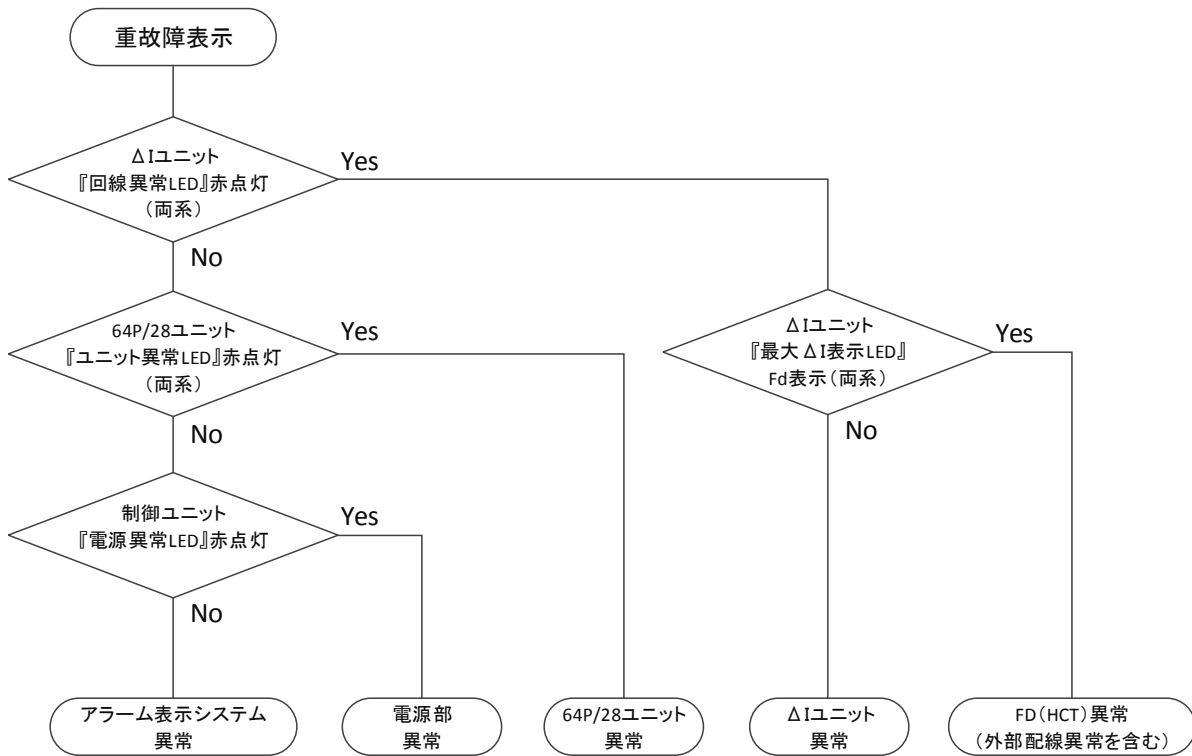 重故障表示
ΔIユニット
『回線異常LED』赤点灯
(両系)
Yes
No
64P/28ユニット
『ユニット異常LED』赤点灯
(両系)
Yes
No
ΔIユニット
『最大ΔI表示LED』
Fd表示(両系)
Yes
No
制御ユニット
『電源異常LED』赤点灯
Yes
No
アラーム表示システム
異常
電源部
異常
64P/28ユニット
異常
ΔIユニット
異常
FD(HCT)異常
(外部配線異常を含む)